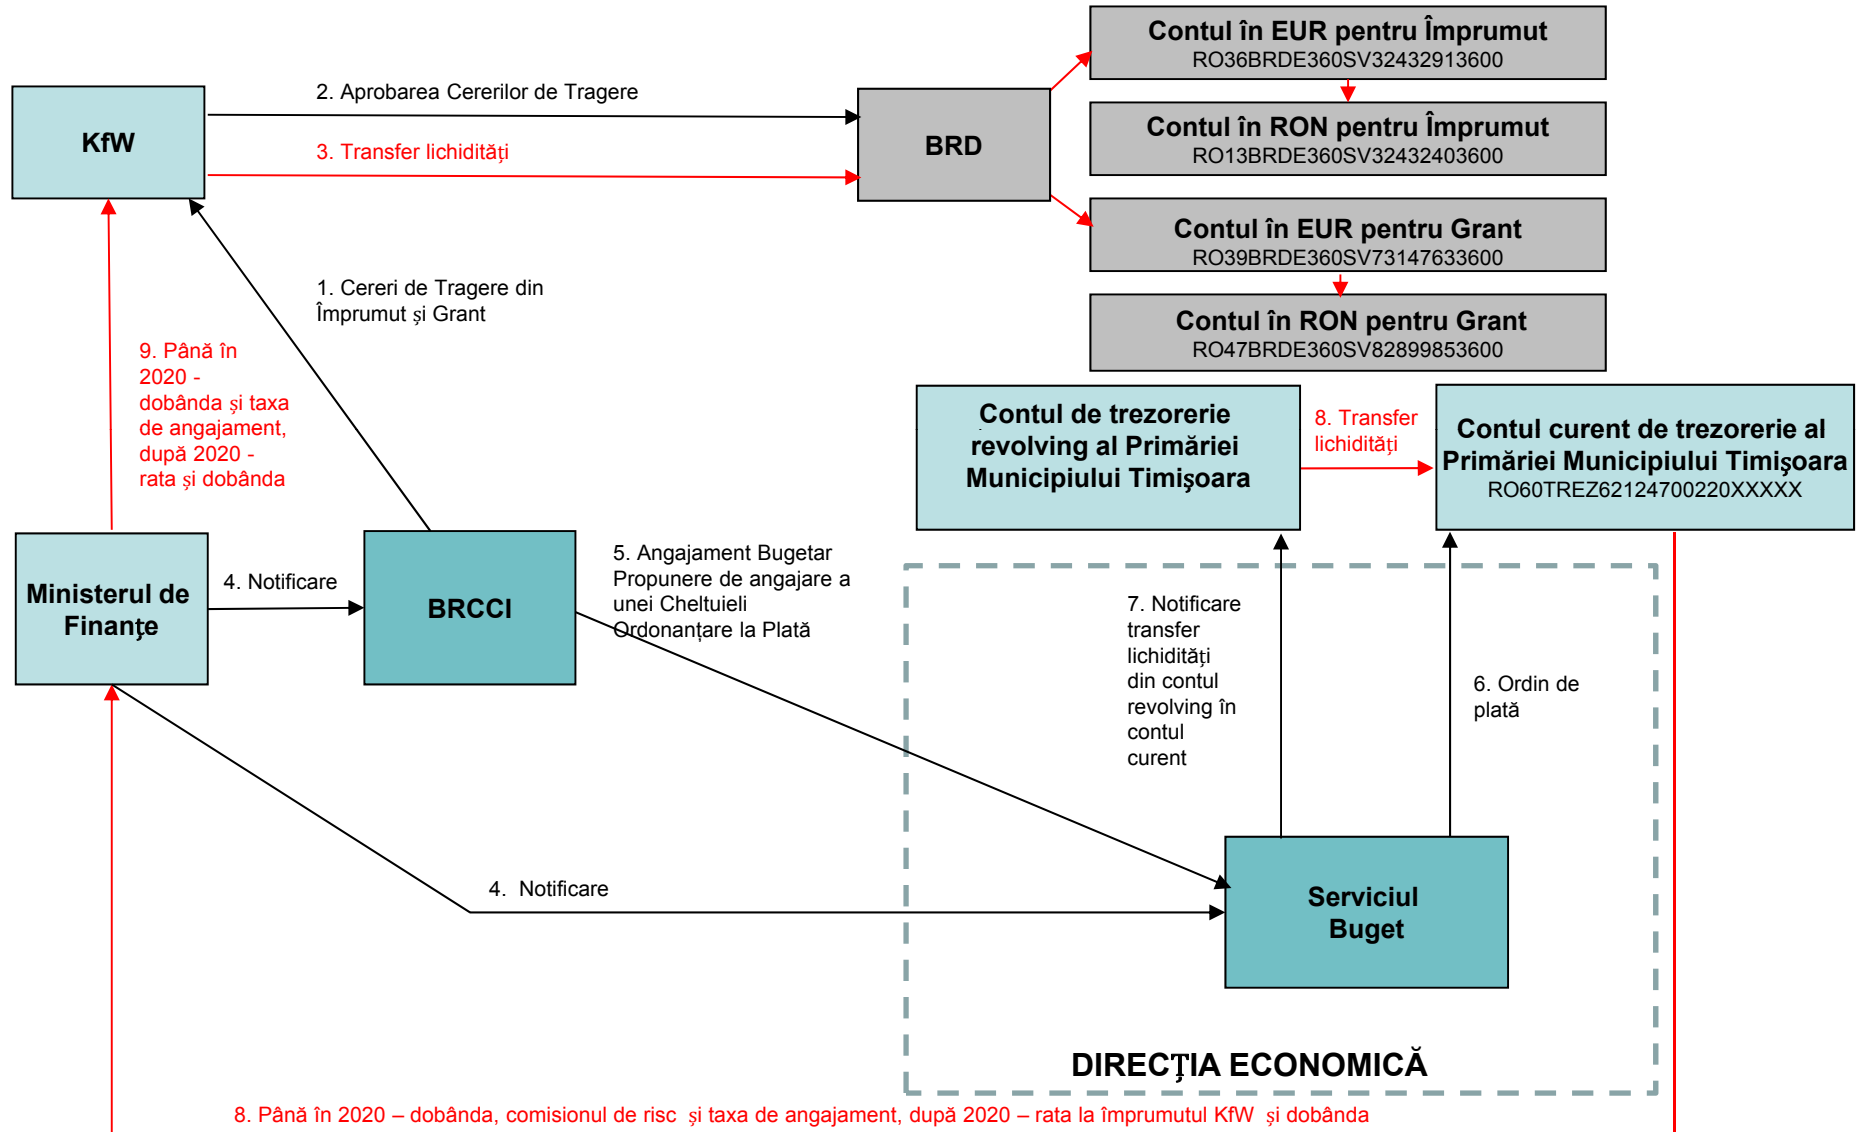 Contul în EUR pentru Împrumut
RO36BRDE360SV32432913600
2. Aprobarea Cererilor de Tragere
KfW
BRD
Contul în RON pentru Împrumut
RO13BRDE360SV32432403600
3. Transfer lichidități
Contul în EUR pentru Grant
RO39BRDE360SV73147633600
1. Cereri de Tragere din
Împrumut și Grant
Contul în RON pentru Grant
RO47BRDE360SV82899853600
9. Până în
2020 -
dobânda și taxa
de angajament,
după 2020 -
rata și dobânda
Contul de trezorerie
revolving al Primăriei
Municipiului Timişoara
8. Transfer
lichidități
Contul curent de trezorerie al
Primăriei Municipiului Timişoara
RO60TREZ62124700220XXXXX
Ministerul de
Finanţe
4. Notificare
BRCCI
5. Angajament Bugetar
Propunere de angajare a
unei Cheltuieli
Ordonanțare la Plată
7. Notificare
transfer
lichidități
din contul
revolving în
contul
curent
6. Ordin de
plată
4. Notificare
Serviciul
Buget
DIRECȚIA ECONOMICĂ
8. Până în 2020 – dobânda, comisionul de risc și taxa de angajament, după 2020 – rata la împrumutul KfW și dobânda